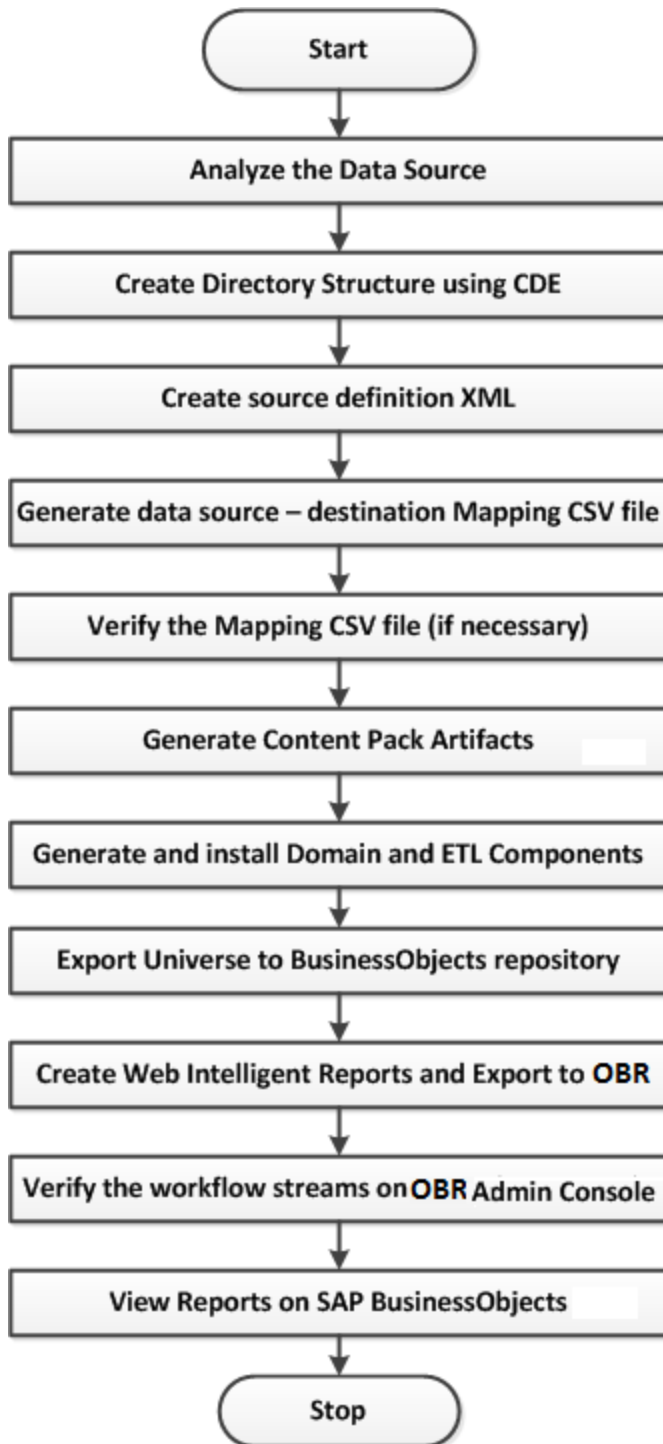 Start
Analyze the Data Source
Create Directory Structure using CDE
Create source definition XML
Generate data source – destination Mapping CSV file
Verify the Mapping CSV file (if necessary)
Generate Content Pack Artifacts
Generate and install Domain and ETL Components
Export Universe to BusinessObjects repository
Create Web Intelligent Reports and Export to OBR
Verify the workflow streams on OBR Admin Console
View Reports on SAP BusinessObjects
Stop